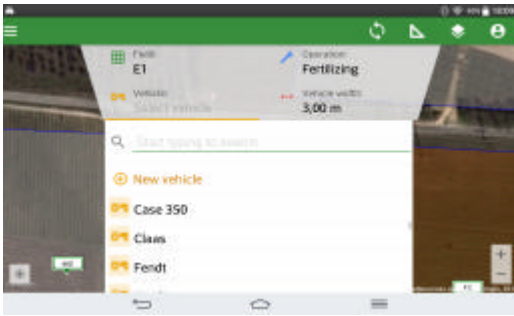 Field:
E1
Operation:
Fertilizing
Vehicle:
Select vehicle
Vehicle width:
3,00 m
Start typing to search
New vehicle
Case 350
Claas
Fendt